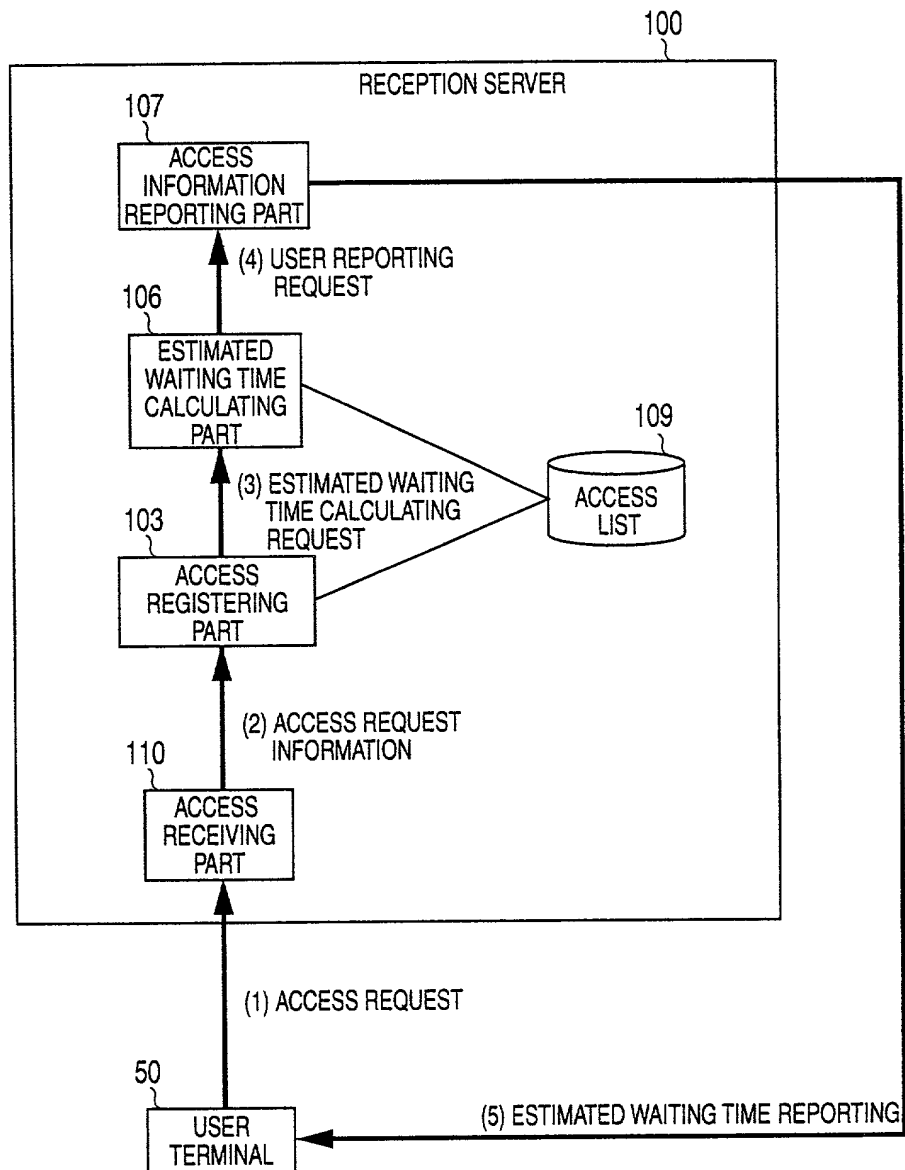 100
RECEPTION SERVER
107
ACCESS
INFORMATION
REPORTING PART
(4) USER REPORTING
REQUEST
106
ESTIMATED
WAITING TIME
CALCULATING
PART
109
ACCESS
LIST
(3) ESTIMATED WAITING
TIME CALCULATING
REQUEST
103
ACCESS
REGISTERING
PART
(2) ACCESS REQUEST
INFORMATION
110
ACCESS
RECEIVING
PART
(1) ACCESS REQUEST
50
USER
TERMINAL
(5) ESTIMATED WAITING TIME REPORTING